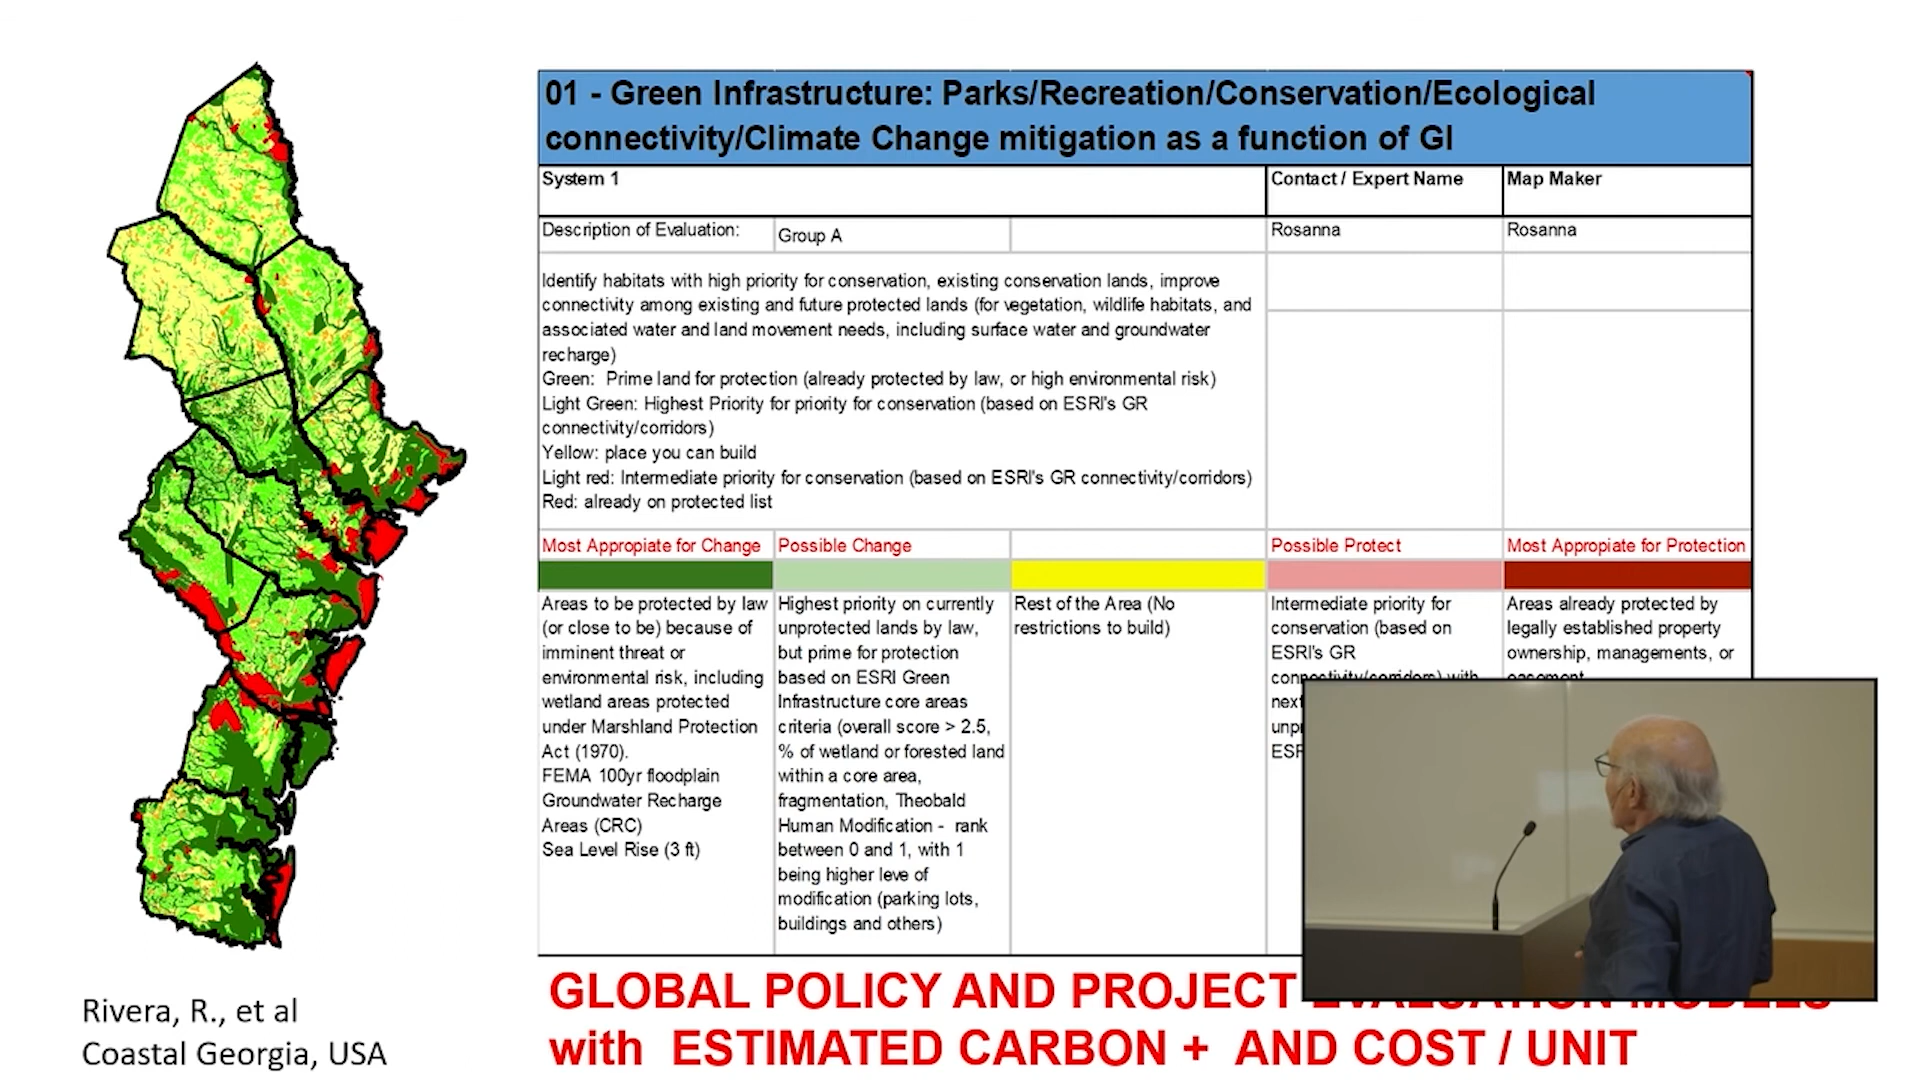 01 - Green Infrastructure: Parks/Recreation/Conservation/Ecological
connectivity/Climate Change mitigation as a function of GI
System 1
Contact / Expert Name
Map Maker
Description of Evaluation:
Group A
Rosanna
Rosanna
Identify habitats with high priority for conservation, existing conservation lands, improve
connectivity among existing and future protected lands (for vegetation, wildlife habitats, and
associated water and land movement needs, including surface water and groundwater
recharge)
Green: Prime land for protection (already protected by law, or high environmental risk)
Light Green: Highest Priority for priority for conservation (based on ESRI's GR
connectivity/corridors)
Yellow: place you can build
Light red: Intermediate priority for conservation (based on ESRI's GR connectivity/corridors)
Red: already on protected list
Most Appropiate for Change
Possible Change
Possible Protect
Most Appropiate for Protection
Areas to be protected by law
(or close to be) because of
imminent threat or
environmental risk, including
wetland areas protected
under Marshland Protection
Act (1970).
FEMA 100yr floodplain
Groundwater Recharge
Areas (CRC)
Sea Level Rise (3 ft)
Highest priority on currently
unprotected lands by law,
but prime for protection
based on ESRI Green
Infrastructure core areas
criteria (overall score > 2.5,
% of wetland or forested land
within a core area,
fragmentation, Theobald
Human Modification - rank
between 0 and 1, with 1
being higher leve of
modification (parking lots,
buildings and others)
Rest of the Area (No
restrictions to build)
Intermediate priority for
conservation (based on
ESRI's GR
connectivity/corridors) with
Areas already protected by
legally established property
ownership, managements, or
GLOBAL POLICY AND PROJECT
with ESTIMATED CARBON + AND COST / UNIT
Rivera, R., et al
Coastal Georgia, USA